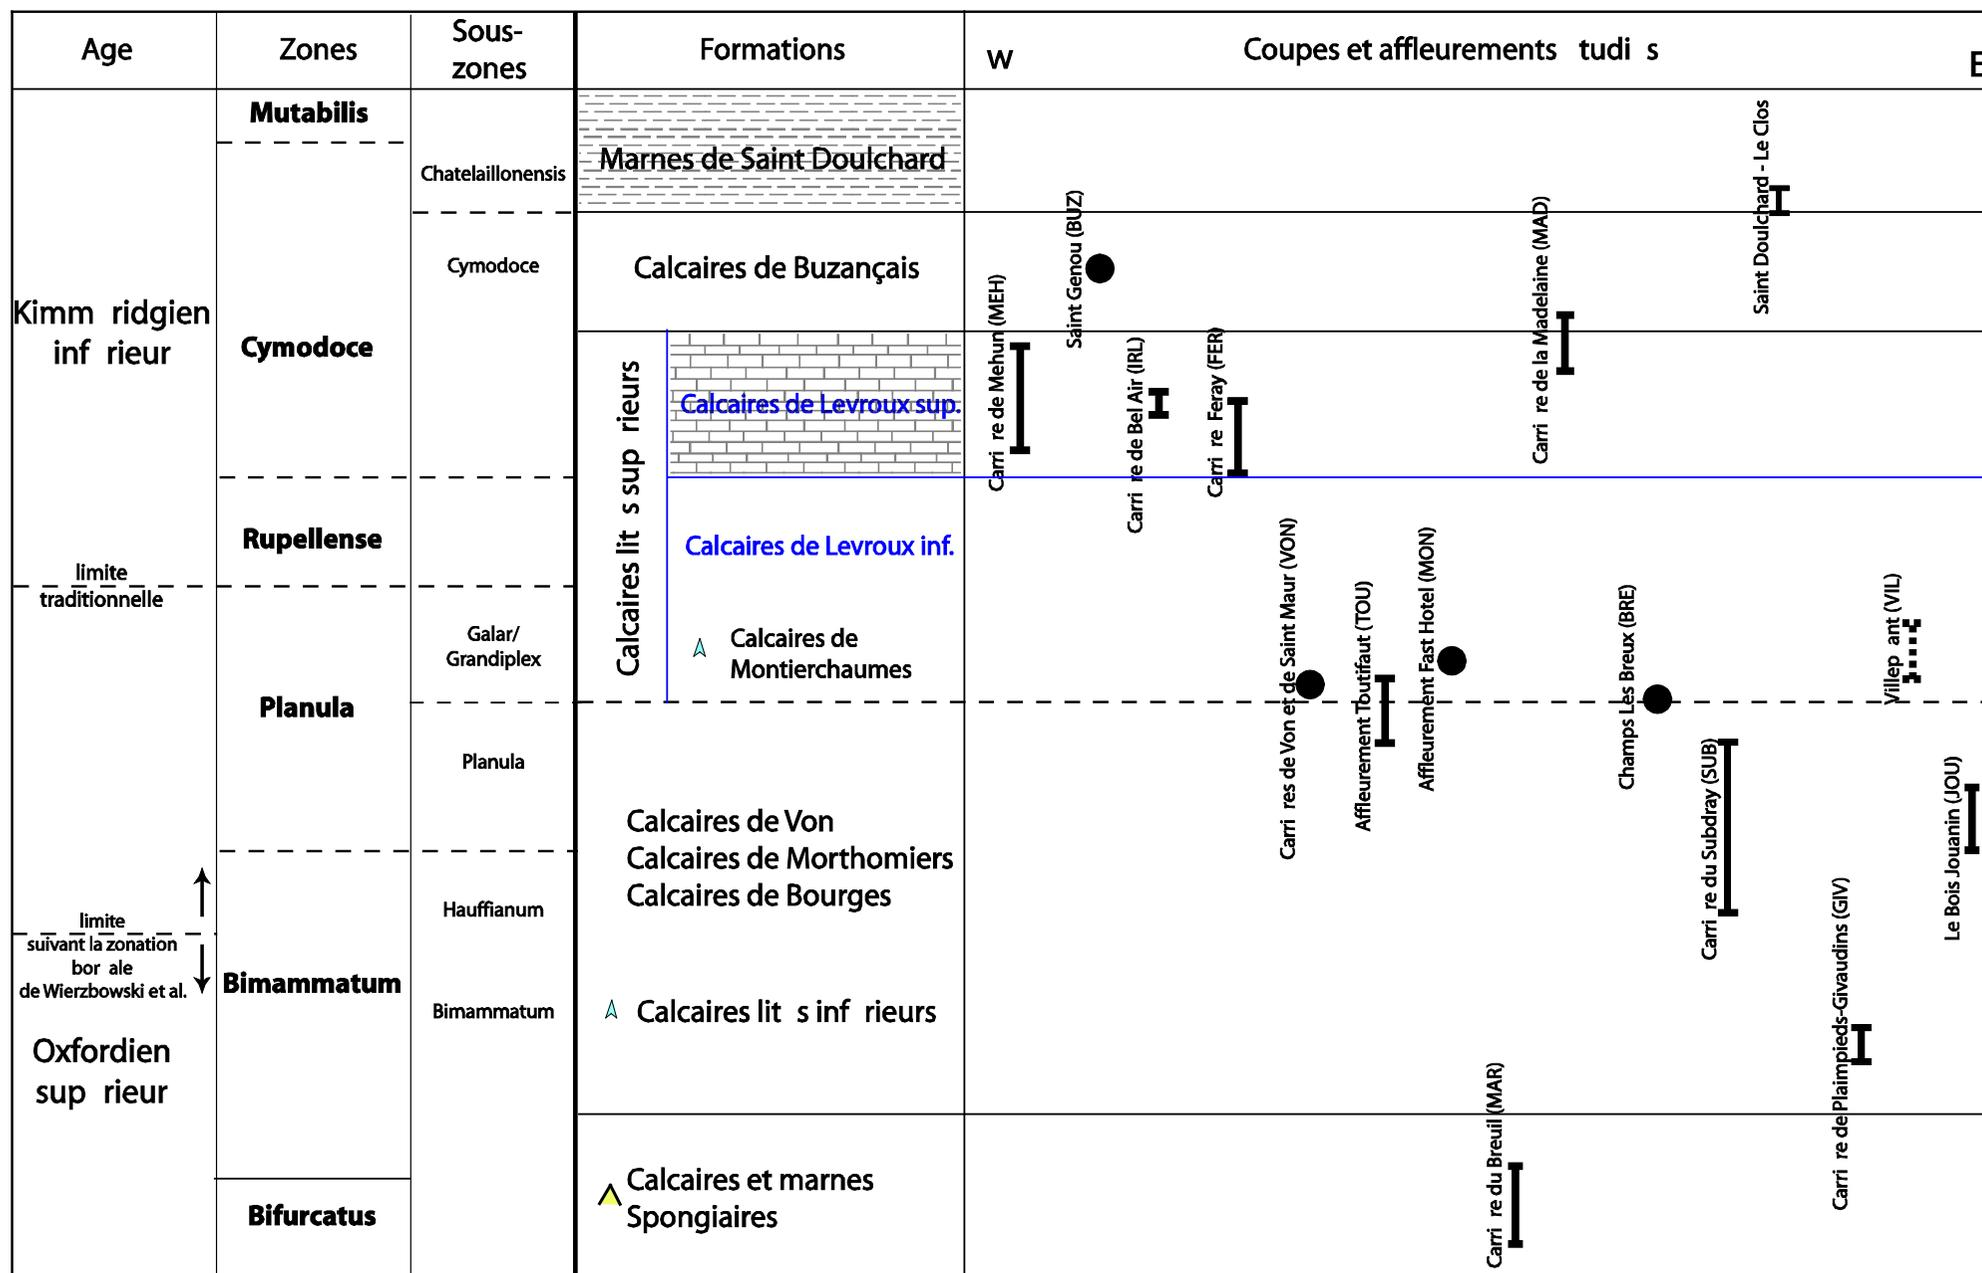 Age
Zones
Sous-
zones
Formations
W
Coupes et affleurements tudi s
E
Kimm ridgien
inf rieur
limite
traditionnelle
limite
suivant la zonation
bor ale
de Wierzbowski et al.
Oxfordien
sup rieur
Mutabilis
Cymodoce
Rupellense
Planula
Bimammatum
Bifurcatus
Chatelaillonensis
Cymodoce
Galar/
Grandiplex
Planula
Hauffianum
Bimammatum
Marnes de Saint Doulchard
Calcaires de Buzançais
Calcaires lit s sup rieurs
Calcaires de Levroux sup.
Calcaires de Levroux inf.
Calcaires de
Montierchaumes
Calcaires de Von
Calcaires de Morthomiers
Calcaires de Bourges
Calcaires lit s inf rieurs
Calcaires et marnes
Spongiaires
Carri re de Mehun (MEH)
Saint Genou (BUZ)
Carri re de Bel Air (IRL)
Carri re Feray (FER)
Carri res de Von et de Saint Maur (VON)
Affleurement Toutifaut (TOU)
Affleurement Fast Hotel (MON)
Carri re du Breuil (MAR)
Carri re de la Madelaine (MAD)
Champs Les Breux (BRE)
Carri re du Subdray (SUB)
Saint Doulchard - Le Clos
Carri re de Plaimpieds-Givaudins (GIV)
Villep ant (VIL)
Le Bois Jouanin (JOU)